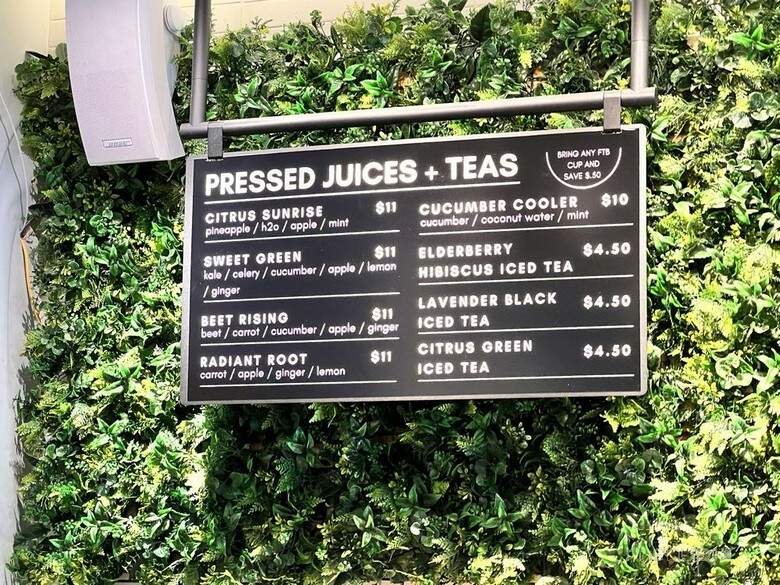 PRESSED JUICES + TEAS
BRING ANY FTB
CUP AND
SAVE $.50
CITRUS SUNRISE $11
pineapple / h2o / apple / mint
SWEET GREEN $11
kale / celery / cucumber / apple / lemon
/ ginger
BEET RISING $11
beet / carrot / cucumber / apple / ginger
RADIANT ROOT $11
carrot / apple / ginger / lemon
CUCUMBER COOLER $10
cucumber / coconut water / mint
ELDERBERRY $4.50
HIBISCUS ICED TEA
LAVENDER BLACK $4.50
ICED TEA
CITRUS GREEN $4.50
ICED TEA